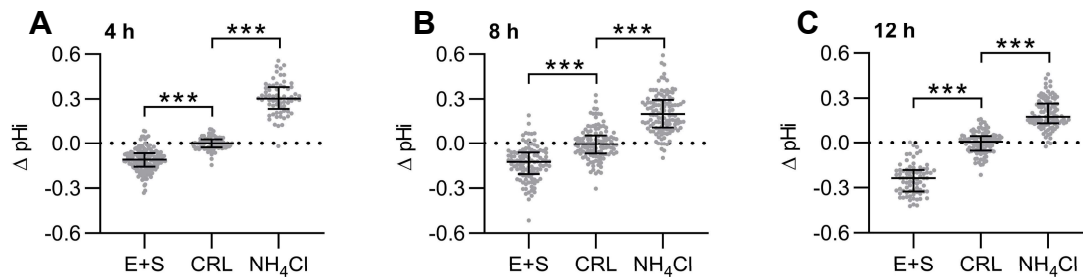 A 4 h
***
***
0.6
0.3
0.0
-0.3
-0.6
Δ pHi
E+S CRL NH₄Cl
B 8 h
***
***
0.6
0.3
0.0
-0.3
-0.6
Δ pHi
E+S CRL NH₄Cl
C 12 h
***
***
0.6
0.3
0.0
-0.3
-0.6
Δ pHi
E+S CRL NH₄Cl